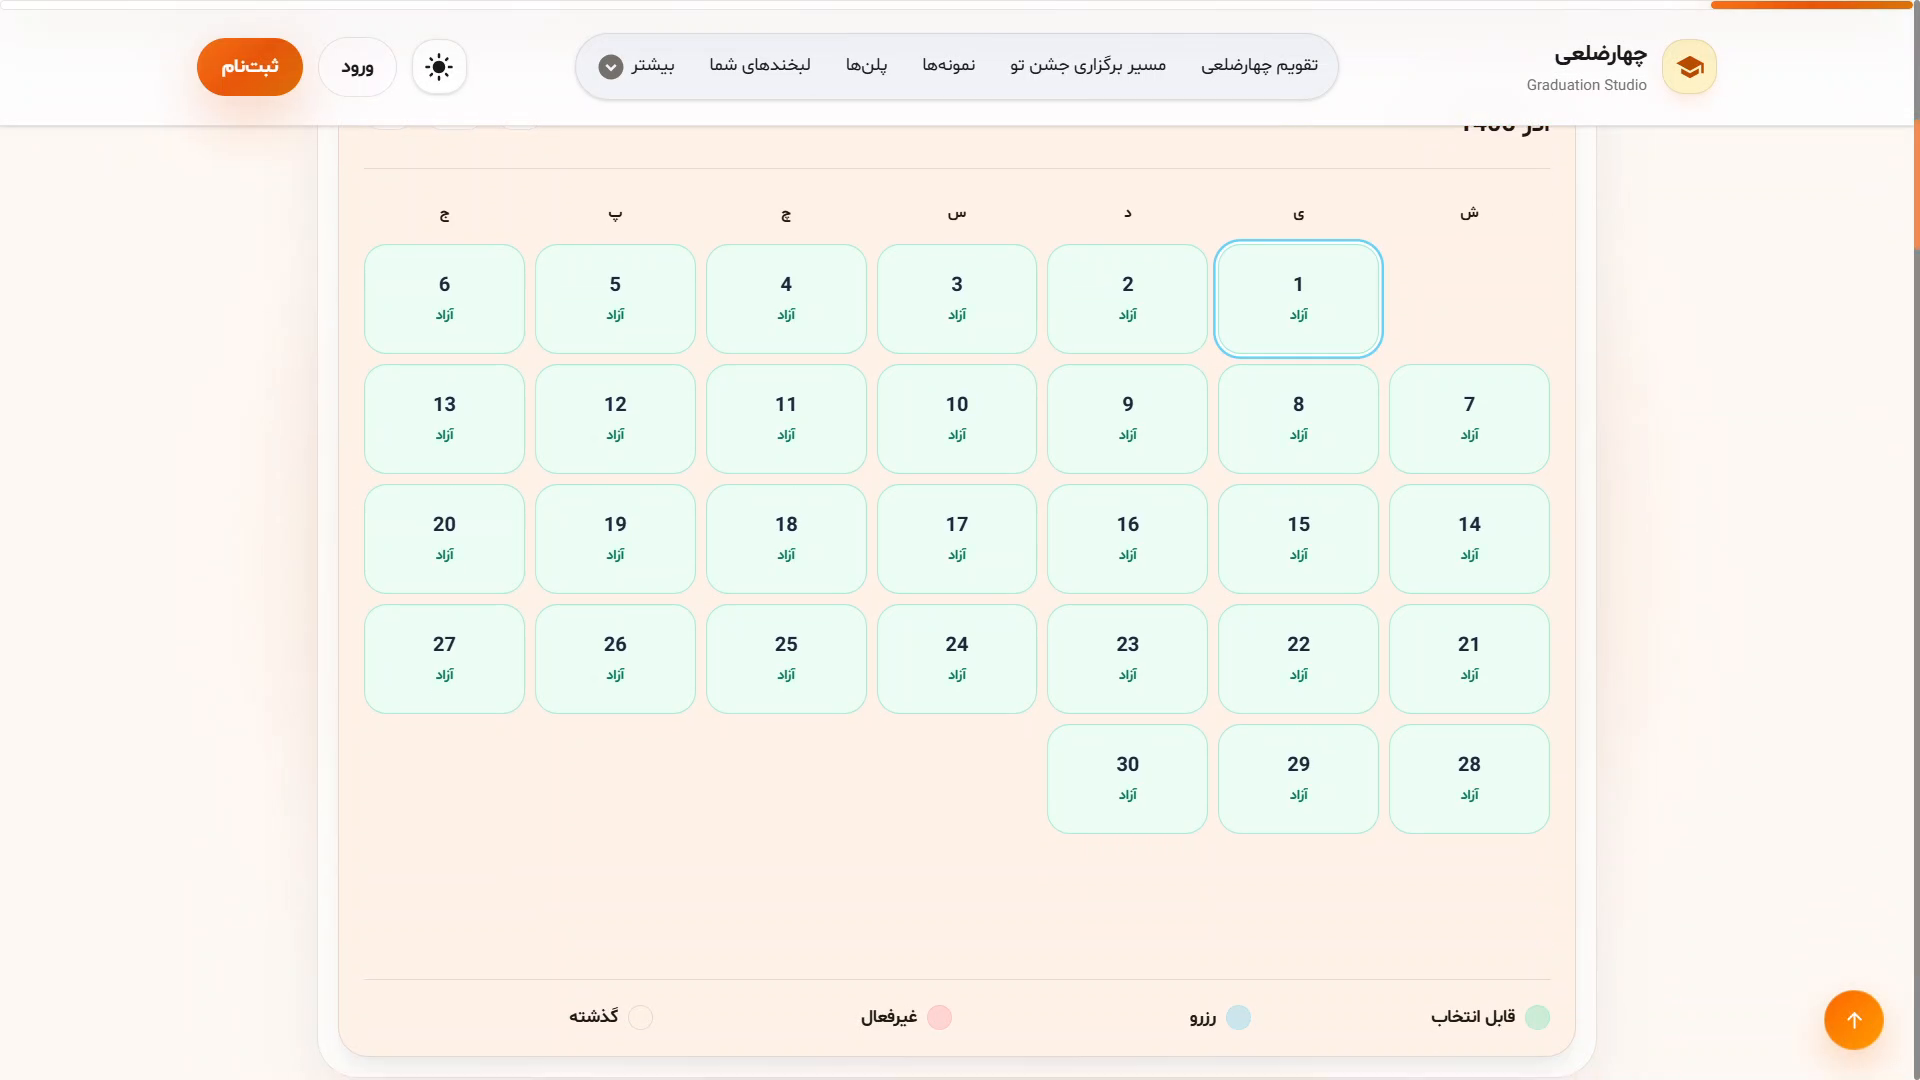 چهارضلعی
Graduation Studio
تقویم چهارضلعی
مسیر برگزاری جشن تو
نمونه‌ها
پلن‌ها
لبخندهای شما
بیشتر
ورود
ثبت‌نام
ش ی د س چ پ ج
1 2 3 4 5 6
آزاد آزاد آزاد آزاد آزاد آزاد
7 8 9 10 11 12 13
آزاد آزاد آزاد آزاد آزاد آزاد آزاد
14 15 16 17 18 19 20
آزاد آزاد آزاد آزاد آزاد آزاد آزاد
21 22 23 24 25 26 27
آزاد آزاد آزاد آزاد آزاد آزاد آزاد
28 29 30
آزاد آزاد آزاد
قابل انتخاب
رزرو
غیرفعال
گذشته